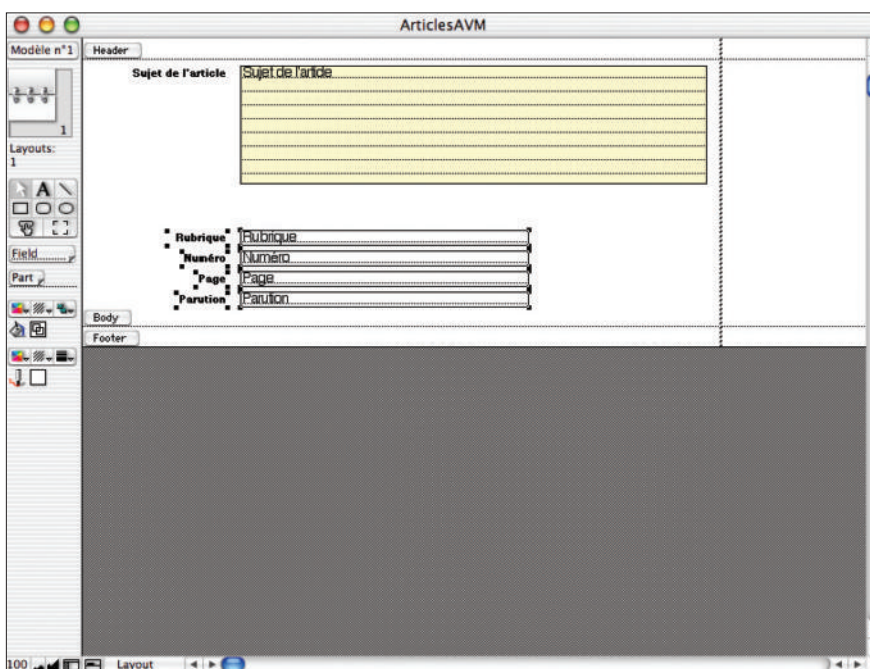 ArticlesAVM
Modèle n°1
Header
Sujet de l'article
Sujet de l'article
1
Layouts:
1
A
Rubrique
Rubrique
Numéro
Numéro
Field
Page
Page
Part
Parution
Parution
Body
Footer
100
Layout